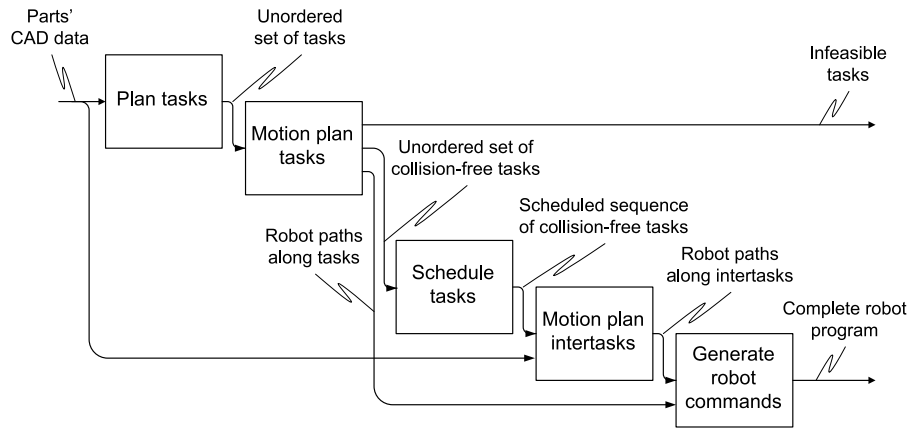 Parts'
CAD data
Unordered
set of tasks
Plan tasks
Infeasible
tasks
Motion plan
tasks
Unordered set of
collision-free tasks
Robot paths
along tasks
Scheduled sequence
of collision-free tasks
Schedule
tasks
Robot paths
along intertasks
Motion plan
intertasks
Complete robot
program
Generate
robot
commands